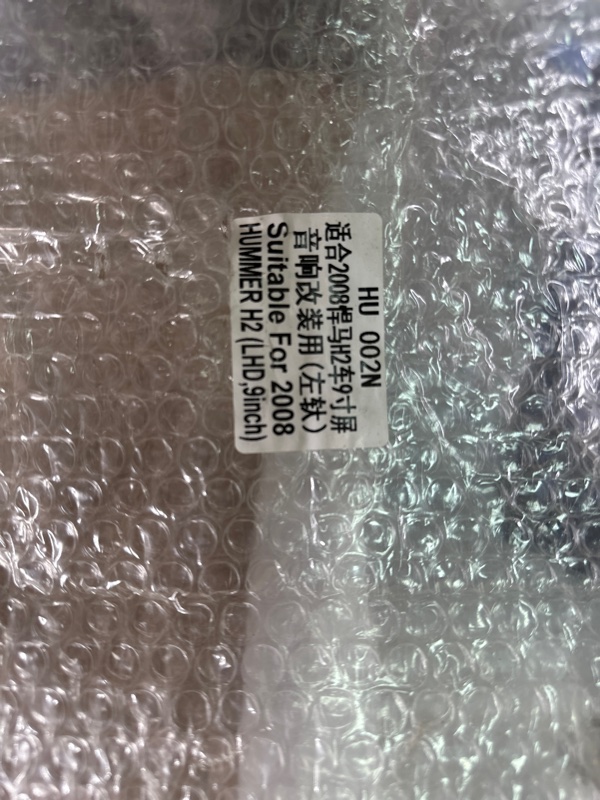 HU 002N
适合2008悍马H2车9寸屏
音响改装用(左软)
Suitable For 2008
HUMMER H2 (LHD,9inch)